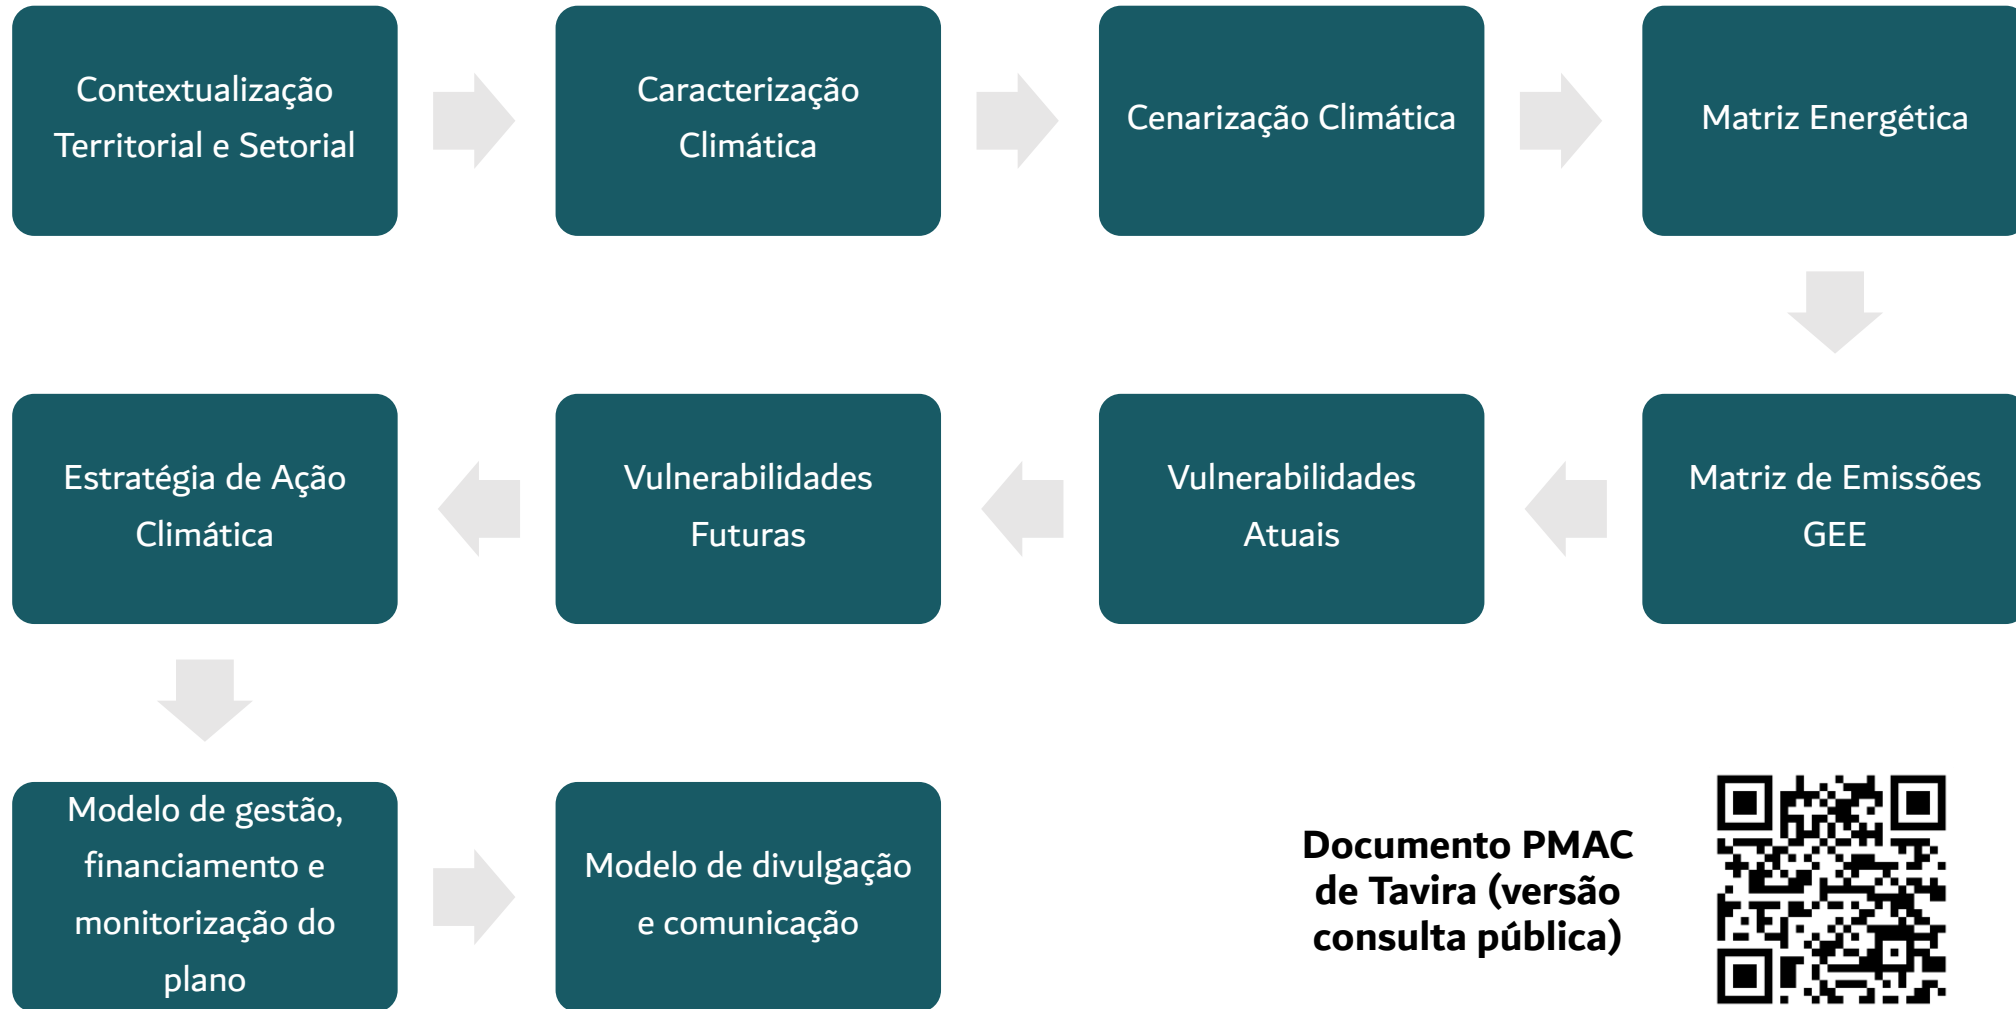 Contextualização
Territorial e Setorial
Caracterização
Climática
Cenarização Climática
Matriz Energética
Matriz de Emissões
GEE
Vulnerabilidades
Atuais
Vulnerabilidades
Futuras
Estratégia de Ação
Climática
Modelo de gestão,
financiamento e
monitorização do
plano
Modelo de divulgação
e comunicação
Documento PMAC
de Tavira (versão
consulta pública)